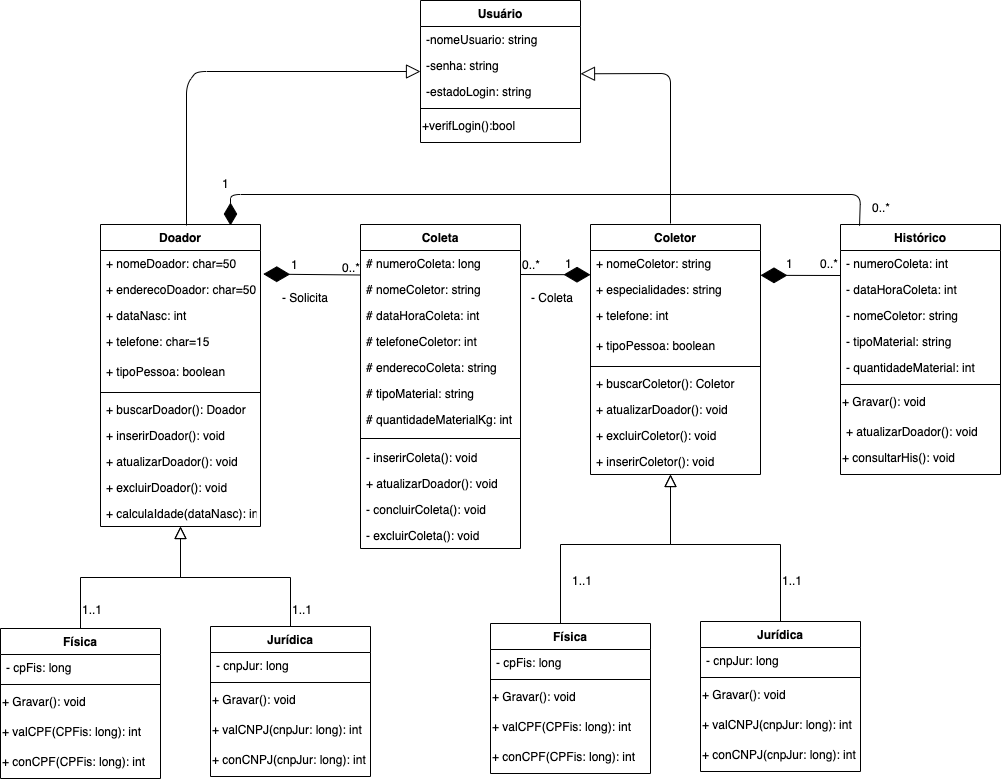 Usuário
-nomeUsuario: string
-senha: string
-estadoLogin: string
+verifLogin():bool
1
0..*
Doador
+ nomeDoador: char=50
+ enderecoDoador: char=50
+ dataNasc: int
+ telefone: char=15
+ tipoPessoa: boolean
+ buscarDoador(): Doador
+ inserirDoador(): void
+ atualizarDoador(): void
+ excluirDoador(): void
+ calculaIdade(dataNasc): in
1
0..*
- Solicita
Coleta
# numeroColeta: long
# nomeColetor: string
# dataHoraColeta: int
# telefoneColetor: int
# enderecoColeta: string
# tipoMaterial: string
# quantidadeMaterialKg: int
- inserirColeta(): void
+ atualizarDoador(): void
- concluirColeta(): void
- excluirColeta(): void
0..*
1
- Coleta
Coletor
+ nomeColetor: string
+ especialidades: string
+ telefone: int
+ tipoPessoa: boolean
+ buscarColetor(): Coletor
+ atualizarDoador(): void
+ excluirColetor(): void
+ inserirColetor(): void
1
0..*
Histórico
- numeroColeta: int
- dataHoraColeta: int
- nomeColetor: string
- tipoMaterial: string
- quantidadeMaterial: int
+ Gravar(): void
+ atualizarDoador(): void
+ consultarHis(): void
1..1
1..1
1..1
1..1
Física
- cpFis: long
+ Gravar(): void
+ valCPF(CPFis: long): int
+ conCPF(CPFis: long): int
Jurídica
- cnpJur: long
+ Gravar(): void
+ valCNPJ(cnpJur: long): int
+ conCNPJ(cnpJur: long): int
Física
- cpFis: long
+ Gravar(): void
+ valCPF(CPFis: long): int
+ conCPF(CPFis: long): int
Jurídica
- cnpJur: long
+ Gravar(): void
+ valCNPJ(cnpJur: long): int
+ conCNPJ(cnpJur: long): int